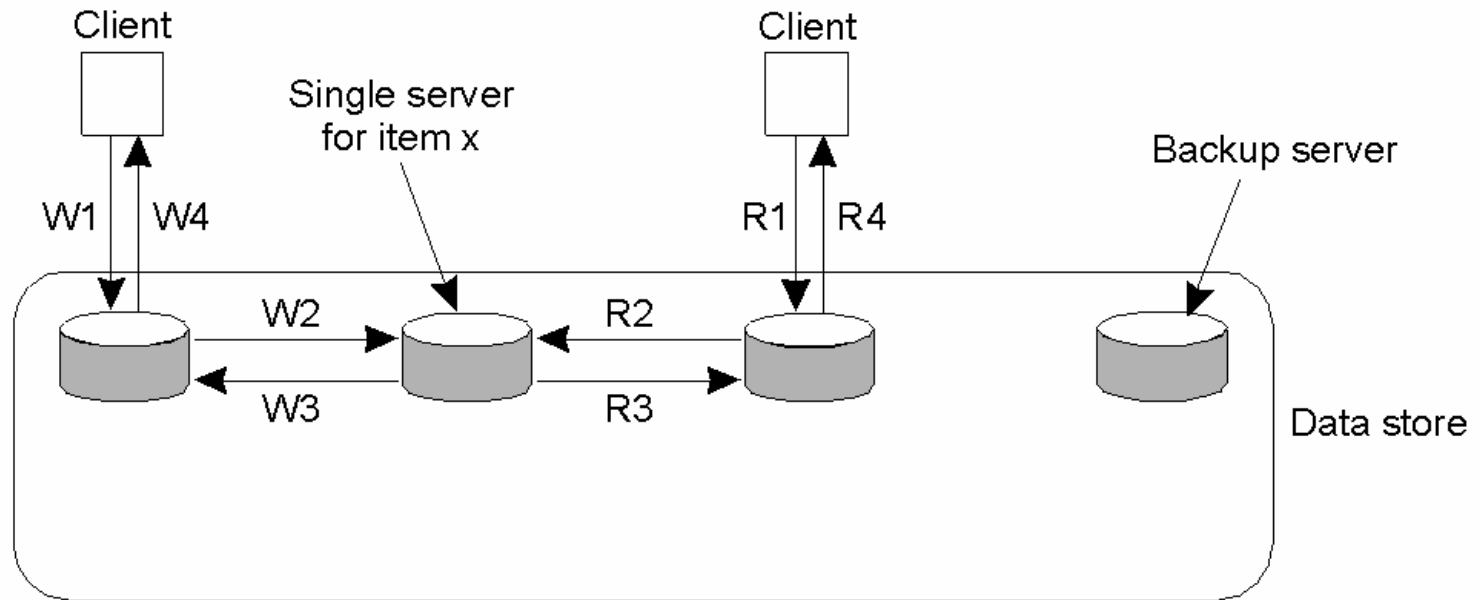 Client
Client
Single server
for item x
Backup server
W1
W4
R1
R4
W2
R2
W3
R3
Data store